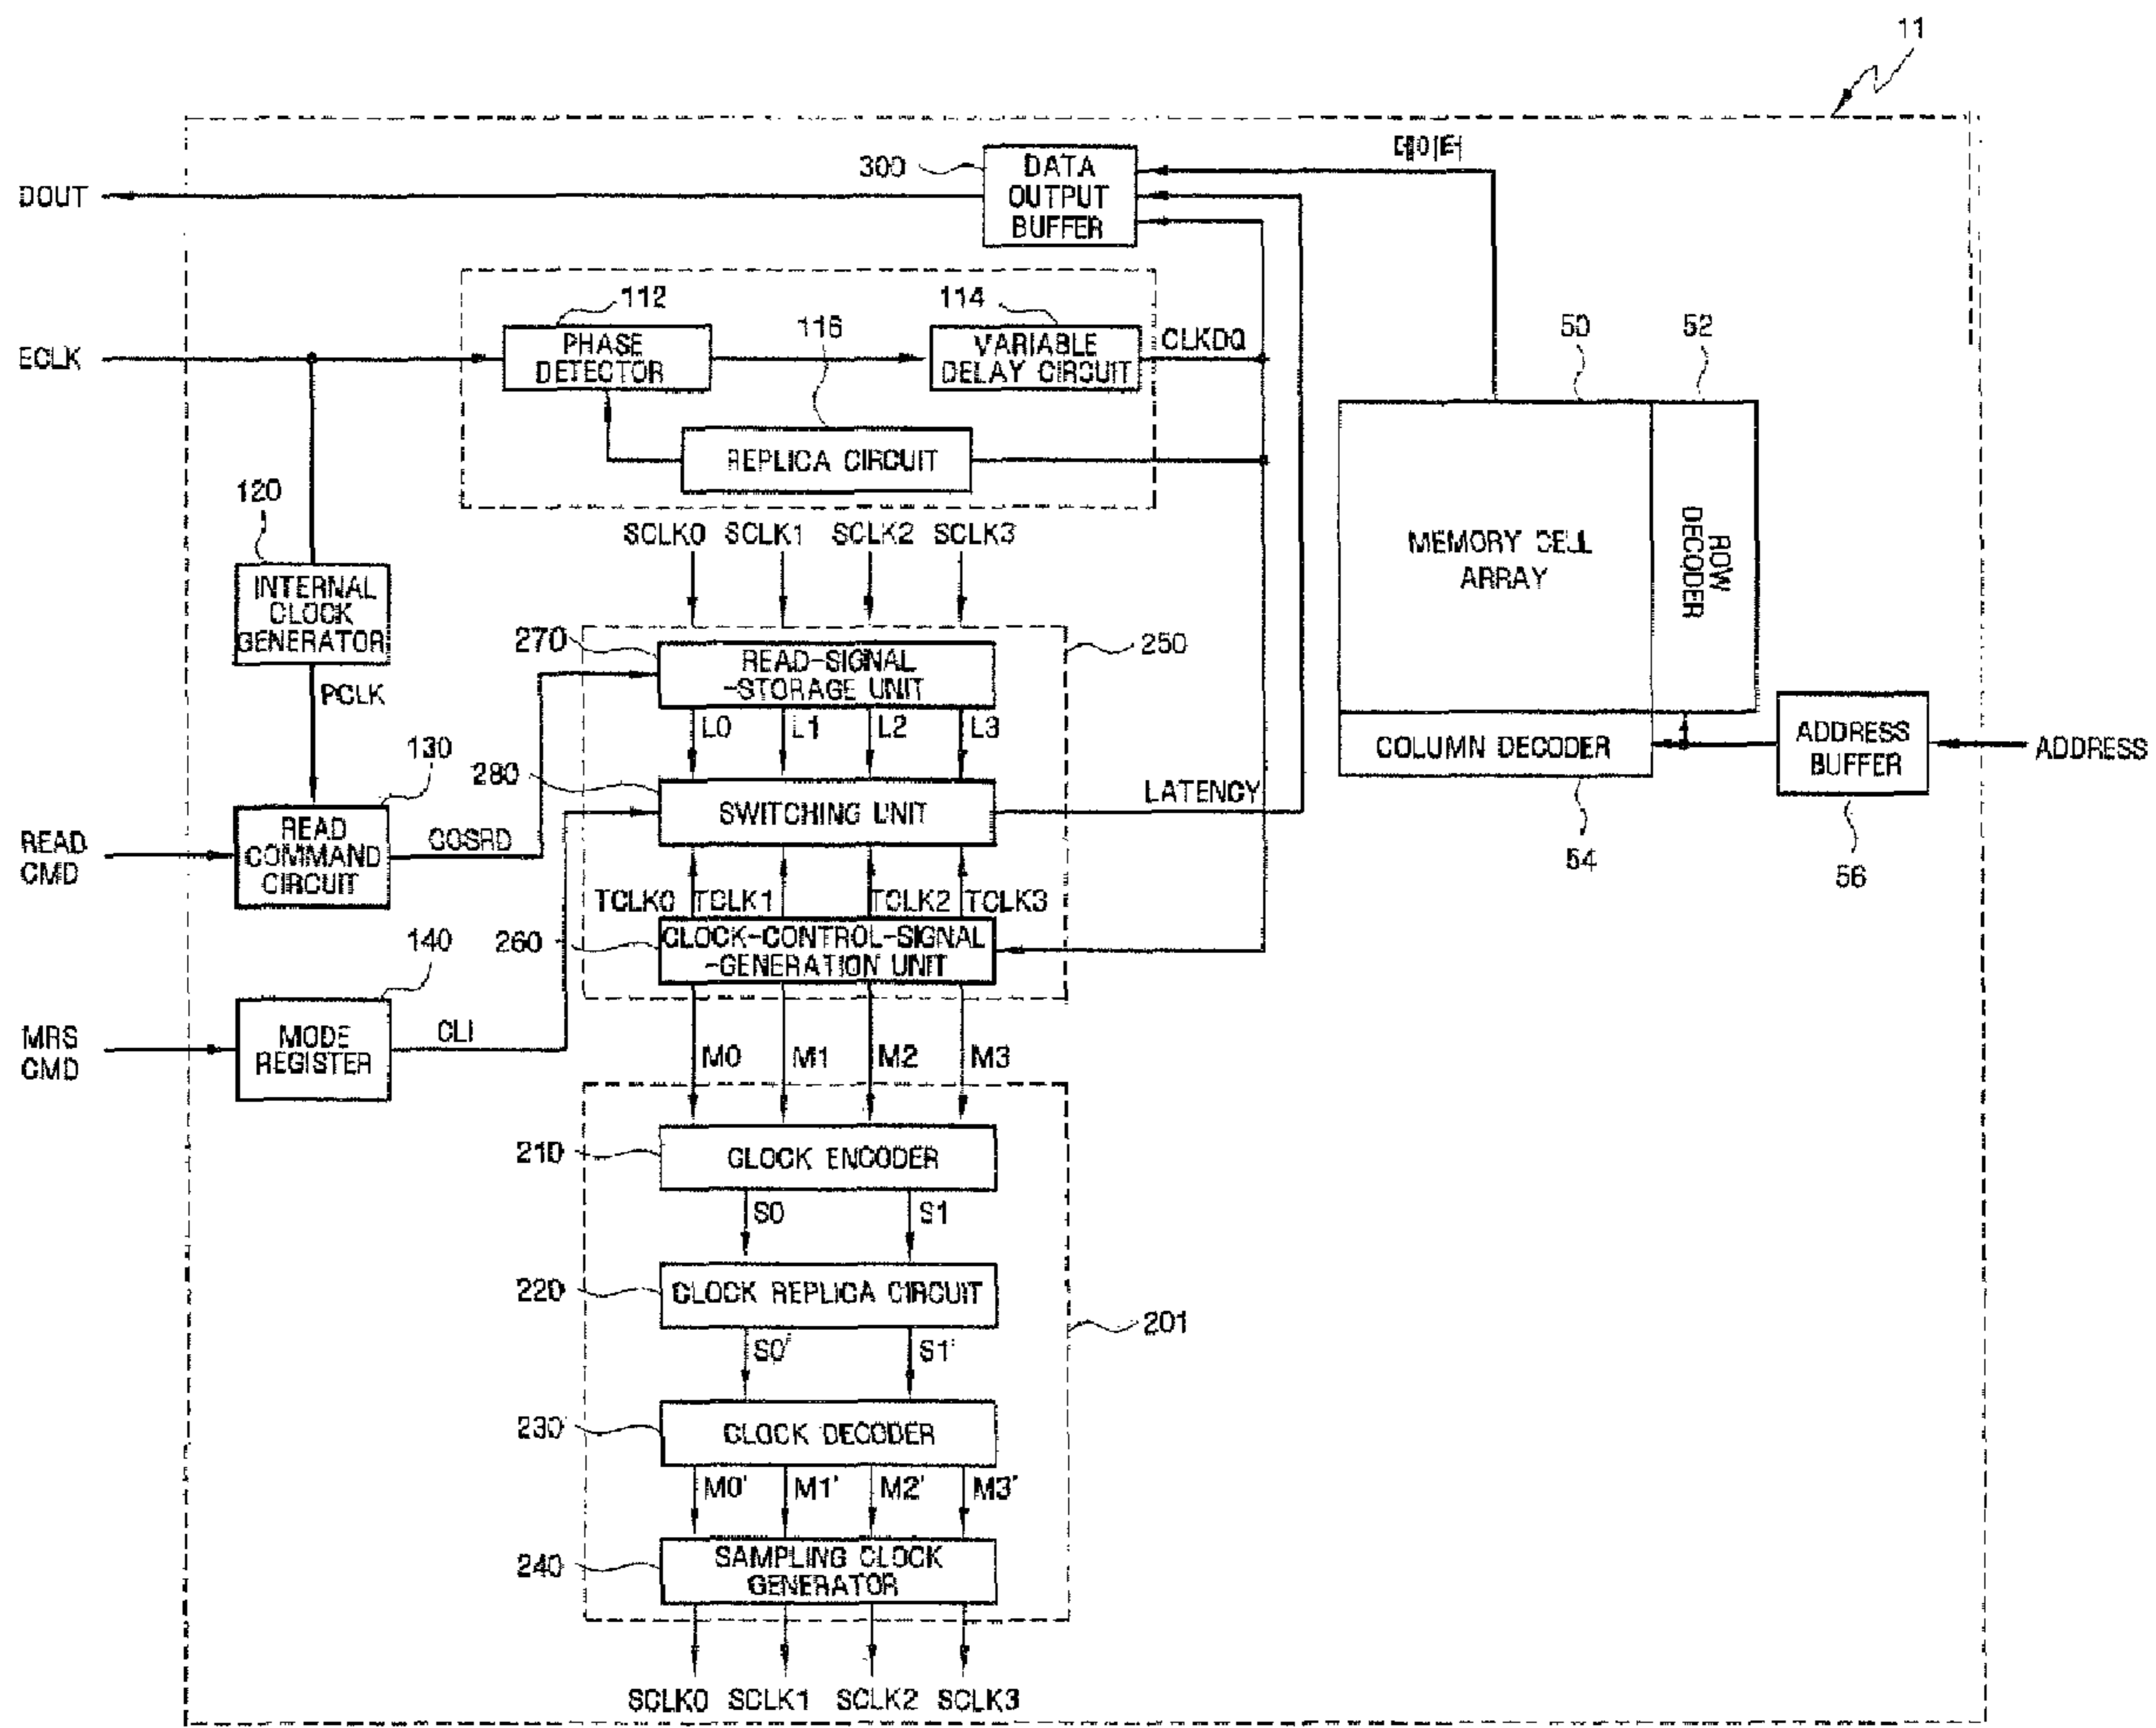 11
300
DATA
OUTPUT
BUFFER
DOUT
112
114
116
ECLK
PHASE
DETECTOR
VARIABLE
DELAY CIRCUIT
CLKDQ
50
52
REPLICA CIRCUIT
120
SCLK0 SCLK1 SCLK2 SCLK3
MEMORY CELL
ARRAY
ROW
DECODER
INTERNAL
CLOCK
GENERATOR
270
READ-SIGNAL
-STORAGE UNIT
250
PCLK
L0 L1 L2 L3
130
280
COLUMN DECODER
ADDRESS
BUFFER
ADDRESS
LATENCY
SWITCHING UNIT
READ
CMD
READ
COMMAND
CIRCUIT
COSRD
54
56
TCLK0 TCLK1 TCLK2 TCLK3
140
260
CLOCK-CONTROL-SIGNAL
-GENERATION UNIT
MRS
CMD
MODE
REGISTER
CLI
M0 M1 M2 M3
210
CLOCK ENCODER
S0 S1
220
CLOCK REPLICA CIRCUIT
201
S0' S1'
230
CLOCK DECODER
M0' M1' M2' M3'
240
SAMPLING CLOCK
GENERATOR
SCLK0 SCLK1 SCLK2 SCLK3